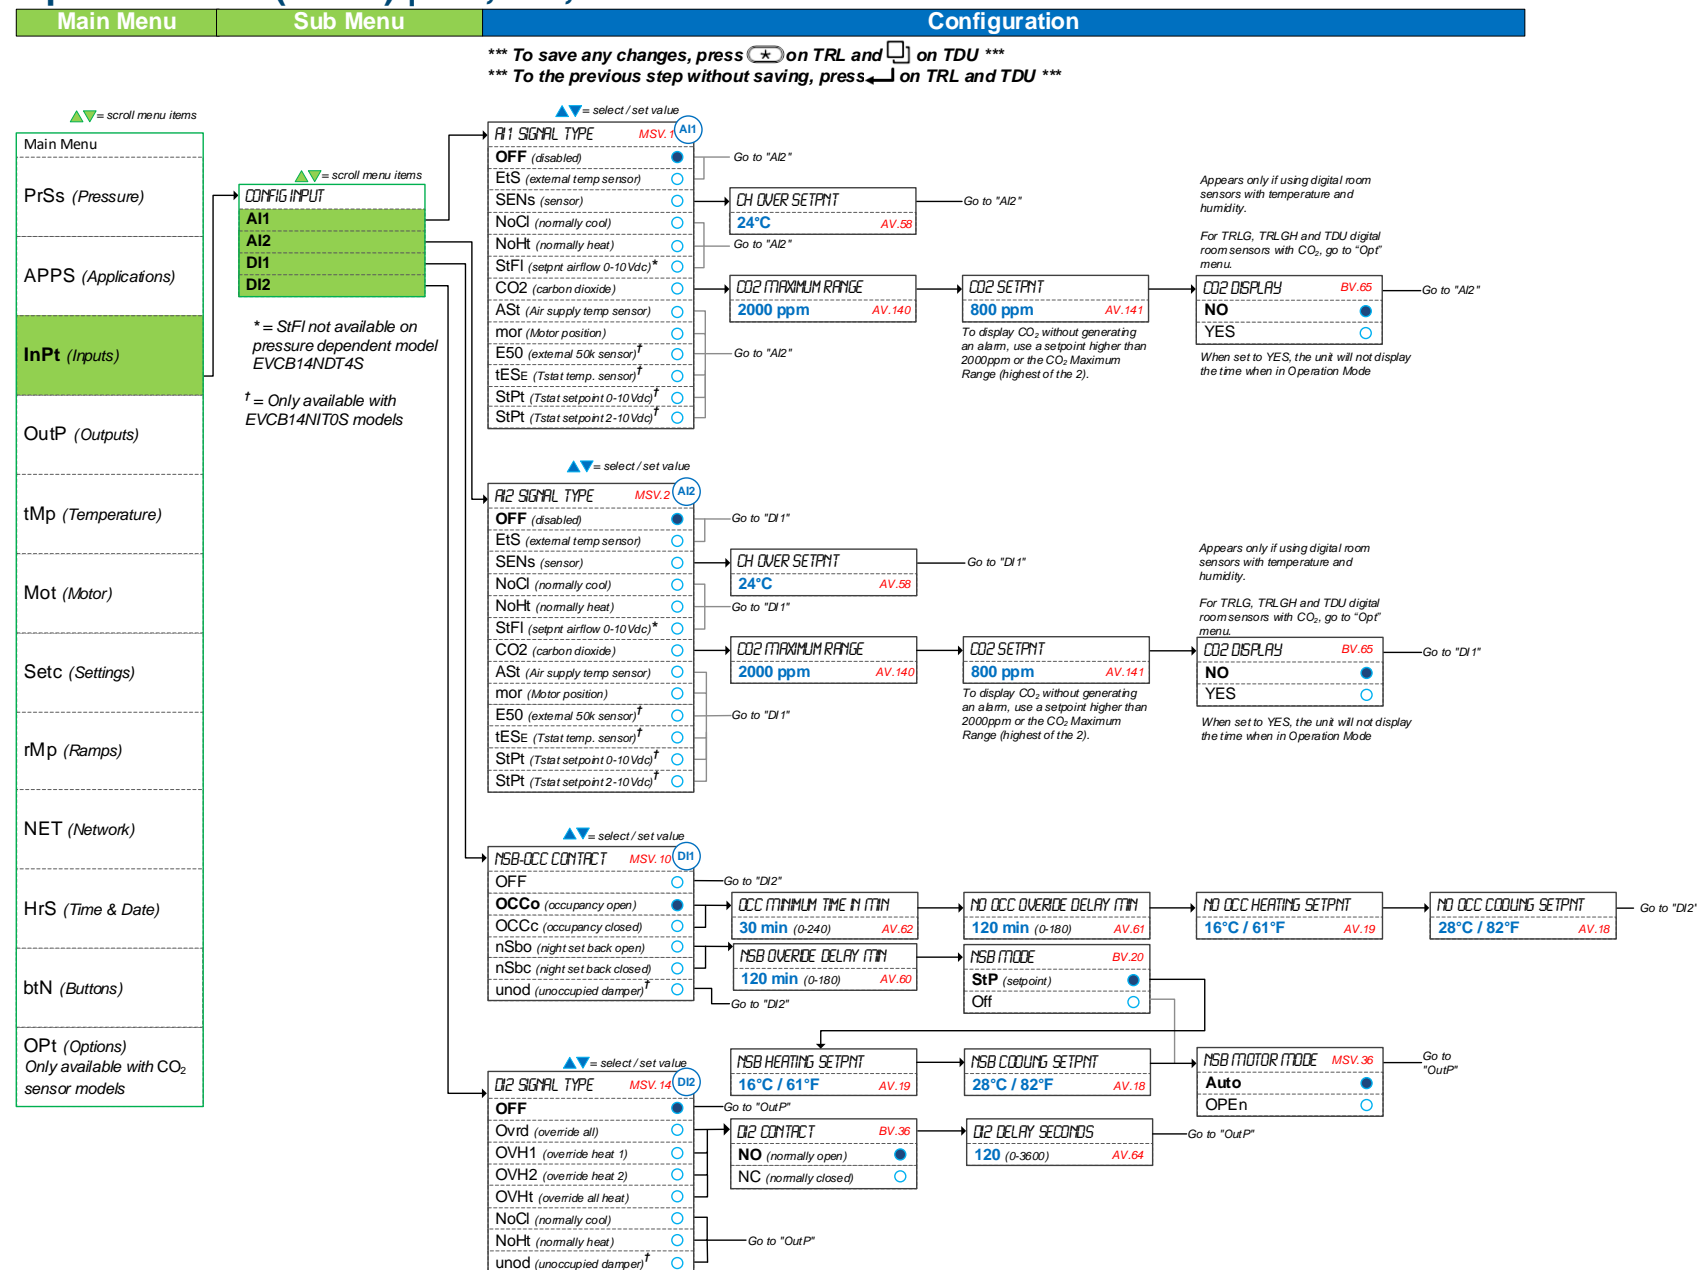 Main Menu
Sub Menu
Configuration
*** To save any changes, press * on TRL and on TDU ***
*** To the previous step without saving, press on TRL and TDU ***
▲▼= scroll menu items
Main Menu
PrSs (Pressure)
APPS (Applications)
InPt (Inputs)
OutP (Outputs)
tMp (Temperature)
Mot (Motor)
Setc (Settings)
rMp (Ramps)
NET (Network)
HrS (Time & Date)
btN (Buttons)
OPt (Options)
Only available with CO₂
sensor models
▲▼= scroll menu items
CONFIG INPUT
AI1
AI2
DI1
DI2
* = StFl not available on
pressure dependent model
EVCB14NDT4S
† = Only available with
EVCB14NIT0S models
▲▼= select / set value
AI1 SIGNAL TYPE MSV.1 AI1
OFF (disabled)
EtS (external temp sensor)
SENs (sensor)
NoCl (normally cool)
NoHt (normally heat)
StFl (setpnt airflow 0-10Vdc)*
CO2 (carbon dioxide)
ASt (Air supply temp sensor)
mor (Motor position)
E50 (external 50k sensor)†
tESE (Tstat temp. sensor)†
StPt (Tstat setpoint 0-10Vdc)†
StPt (Tstat setpoint 2-10Vdc)†
Go to "AI2"
CH OVER SETPNT
24°C AV.58
Go to "AI2"
Go to "AI2"
CO2 MAXIMUM RANGE
2000 ppm AV.140
CO2 SETPNT
800 ppm AV.141
To display CO₂ without generating
an alarm, use a setpoint higher than
2000ppm or the CO₂ Maximum
Range (highest of the 2).
Appears only if using digital room
sensors with temperature and
humidity.
For TRLG, TRLGH and TDU digital
room sensors with CO₂, go to "Opt"
menu.
CO2 DISPLAY BV.65
NO
YES
Go to "AI2"
When set to YES, the unit will not display
the time when in Operation Mode
Go to "AI2"
▲▼= select / set value
AI2 SIGNAL TYPE MSV.2 AI2
OFF (disabled)
EtS (external temp sensor)
SENs (sensor)
NoCl (normally cool)
NoHt (normally heat)
StFl (setpnt airflow 0-10Vdc)*
CO2 (carbon dioxide)
ASt (Air supply temp sensor)
mor (Motor position)
E50 (external 50k sensor)†
tESE (Tstat temp. sensor)†
StPt (Tstat setpoint 0-10Vdc)†
StPt (Tstat setpoint 2-10Vdc)†
Go to "DI1"
CH OVER SETPNT
24°C AV.58
Go to "DI1"
Go to "DI1"
CO2 MAXIMUM RANGE
2000 ppm AV.140
CO2 SETPNT
800 ppm AV.141
To display CO₂ without generating
an alarm, use a setpoint higher than
2000ppm or the CO₂ Maximum
Range (highest of the 2).
Appears only if using digital room
sensors with temperature and
humidity.
For TRLG, TRLGH and TDU digital
room sensors with CO₂, go to "Opt"
menu.
CO2 DISPLAY BV.65
NO
YES
Go to "DI1"
When set to YES, the unit will not display
the time when in Operation Mode
Go to "DI1"
▲▼= select / set value
NSB-OCC CONTACT MSV.10 DI1
OFF
OCCo (occupancy open)
OCCc (occupancy closed)
nSbo (night set back open)
nSbc (night set back closed)
unod (unoccupied damper)†
Go to "DI2"
OCC MINIMUM TIME IN MIN
30 min (0-240) AV.62
NO OCC OVERIDE DELAY MIN
120 min (0-180) AV.61
NO OCC HEATING SETPNT
16°C / 61°F AV.19
NO OCC COOLING SETPNT
28°C / 82°F AV.18
Go to "DI2"
NSB OVERIDE DELAY MIN
120 min (0-180) AV.60
NSB MODE BV.20
StP (setpoint)
Off
Go to "DI2"
NSB HEATING SETPNT
16°C / 61°F AV.19
NSB COOLING SETPNT
28°C / 82°F AV.18
NSB MOTOR MODE MSV.36
Auto
OPEn
Go to
"OutP"
▲▼= select / set value
DI2 SIGNAL TYPE MSV.14 DI2
OFF
Ovrd (override all)
OVH1 (override heat 1)
OVH2 (override heat 2)
OVHt (override all heat)
NoCl (normally cool)
NoHt (normally heat)
unod (unoccupied damper)†
Go to "OutP"
DI2 CONTACT BV.36
NO (normally open)
NC (normally closed)
DI2 DELAY SECONDS
120 (0-3600) AV.64
Go to "OutP"
Go to "OutP"